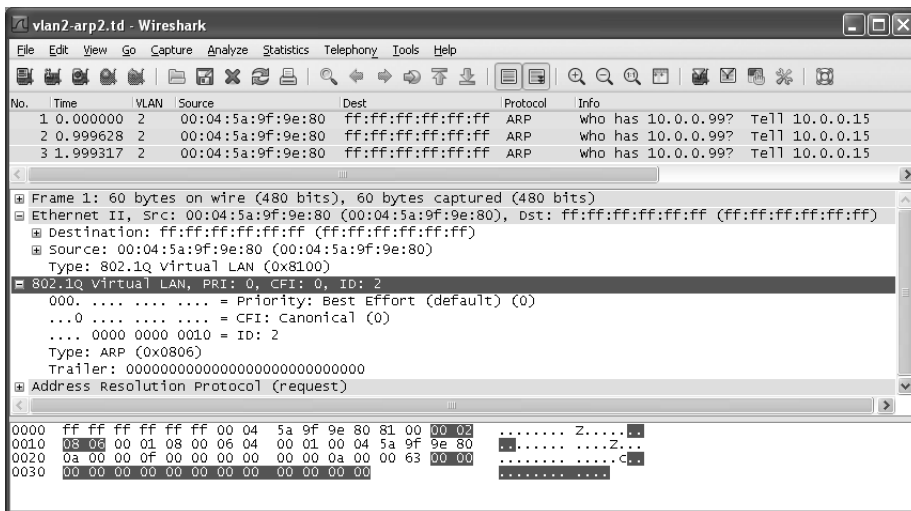 vlan2-arp2.td - Wireshark
File Edit View Go Capture Analyze Statistics Telephony Tools Help
No. Time VLAN Source Dest Protocol Info
1 0.000000 2 00:04:5a:9f:9e:80 ff:ff:ff:ff:ff:ff ARP who has 10.0.0.99? Tell 10.0.0.15
2 0.999628 2 00:04:5a:9f:9e:80 ff:ff:ff:ff:ff:ff ARP who has 10.0.0.99? Tell 10.0.0.15
3 1.999317 2 00:04:5a:9f:9e:80 ff:ff:ff:ff:ff:ff ARP who has 10.0.0.99? Tell 10.0.0.15
Frame 1: 60 bytes on wire (480 bits), 60 bytes captured (480 bits)
Ethernet II, Src: 00:04:5a:9f:9e:80 (00:04:5a:9f:9e:80), Dst: ff:ff:ff:ff:ff:ff (ff:ff:ff:ff:ff:ff)
Destination: ff:ff:ff:ff:ff:ff (ff:ff:ff:ff:ff:ff)
Source: 00:04:5a:9f:9e:80 (00:04:5a:9f:9e:80)
Type: 802.1Q Virtual LAN (0x8100)
802.1Q Virtual LAN, PRI: 0, CFI: 0, ID: 2
000. .... .... .... = Priority: Best Effort (default) (0)
...0 .... .... .... = CFI: Canonical (0)
.... 0000 0000 0010 = ID: 2
Type: ARP (0x0806)
Trailer: 0000000000000000000000000000
Address Resolution Protocol (request)
0000 ff ff ff ff ff ff 00 04 5a 9f 9e 80 81 00 00 02 ........ Z.......
0010 08 06 00 01 08 00 06 04 00 01 00 04 5a 9f 9e 80 ........ ....Z...
0020 0a 00 00 0f 00 00 00 00 00 00 0a 00 00 63 00 00 ........ .....c..
0030 00 00 00 00 00 00 00 00 00 00 00 00 ........ ....